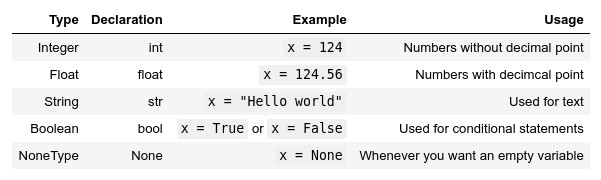 Type Declaration Example Usage
Integer int x = 124 Numbers without decimal point
Float float x = 124.56 Numbers with decimcal point
String str x = "Hello world" Used for text
Boolean bool x = True or x = False Used for conditional statements
NoneType None x = None Whenever you want an empty variable